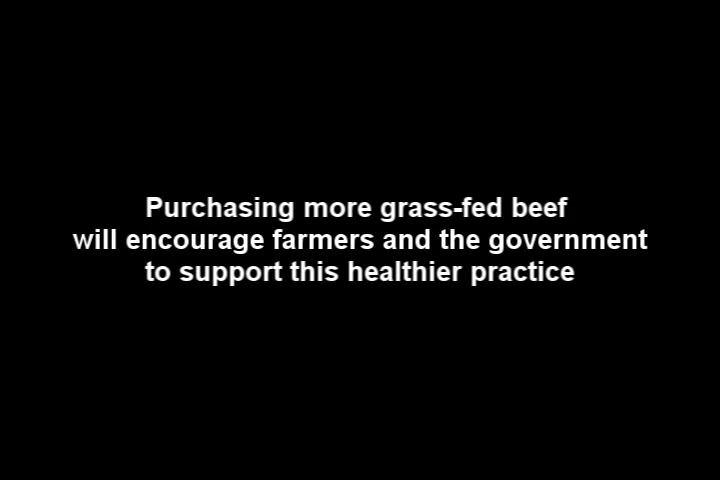 Purchasing more grass-fed beef
will encourage farmers and the government
to support this healthier practice